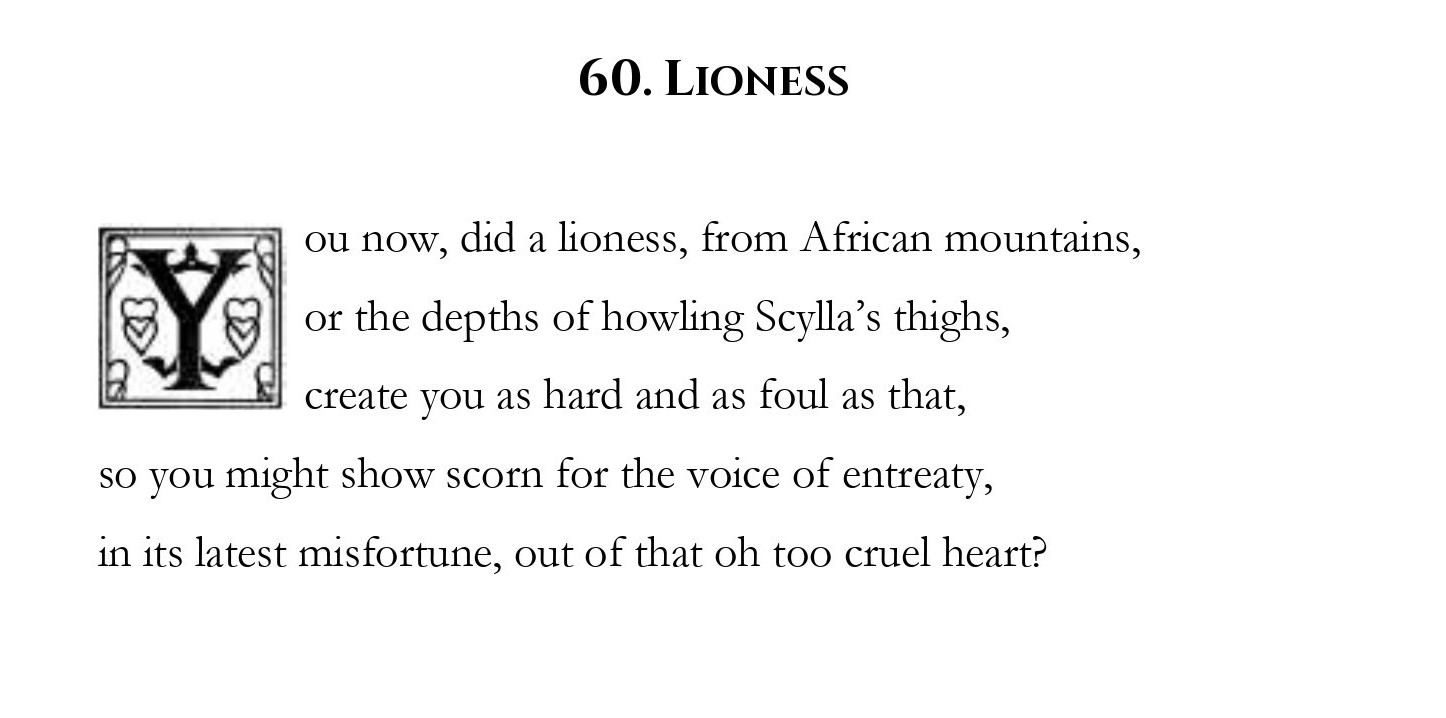 60. LIONESS
You now, did a lioness, from African mountains,
or the depths of howling Scylla’s thighs,
create you as hard and as foul as that,
so you might show scorn for the voice of entreaty,
in its latest misfortune, out of that oh too cruel heart?